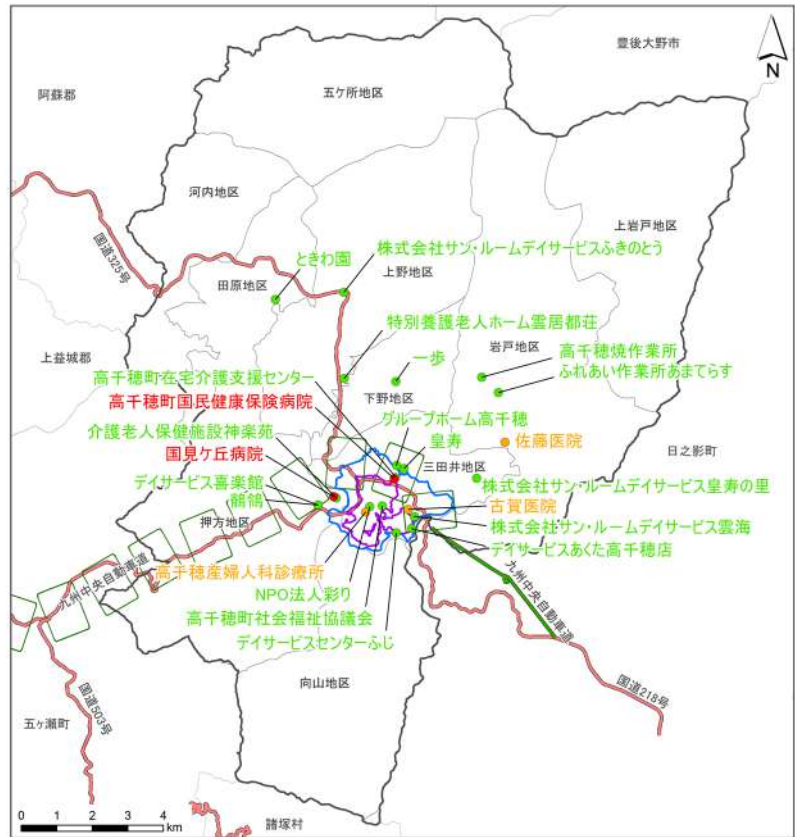 豊後大野市
阿蘇郡
五ケ所地区
N
河内地区
上岩戸地区
国道325号
ときわ園
株式会社サン・ルームデイサービスふきのとう
田原地区
上野地区
特別養護老人ホーム雲居都荘
上益城郡
岩戸地区
高千穂焼作業所
一歩
ふれあい作業所あまてらす
高千穂町在宅介護支援センター
下野地区
高千穂町国民健康保険病院
グループホーム高千穂
介護老人保健施設神楽苑
皇寿
佐藤医院
日之影町
国見ケ丘病院
三田井地区
株式会社サン・ルームデイサービス皇寿の里
デイサービス喜楽館
古賀医院
鶺鴒
押方地区
株式会社サン・ルームデイサービス雲海
デイサービスあくた高千穂店
高千穂産婦人科診療所
九州中央自動車道
九州中央自動車道
NPO法人彩り
高千穂町社会福祉協議会
デイサービスセンターふじ
向山地区
国道218号
国道503号
五ヶ瀬町
諸塚村
0 1 2 3 4
km